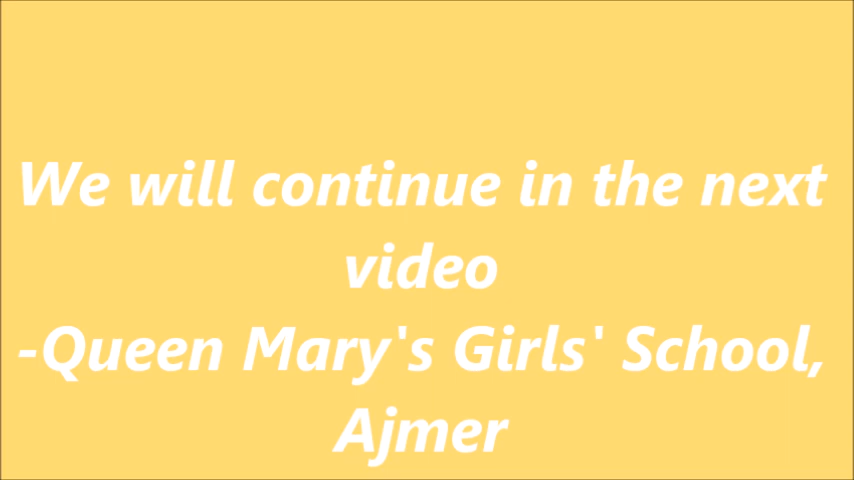 We will continue in the next
video
-Queen Mary's Girls' School,
Ajmer